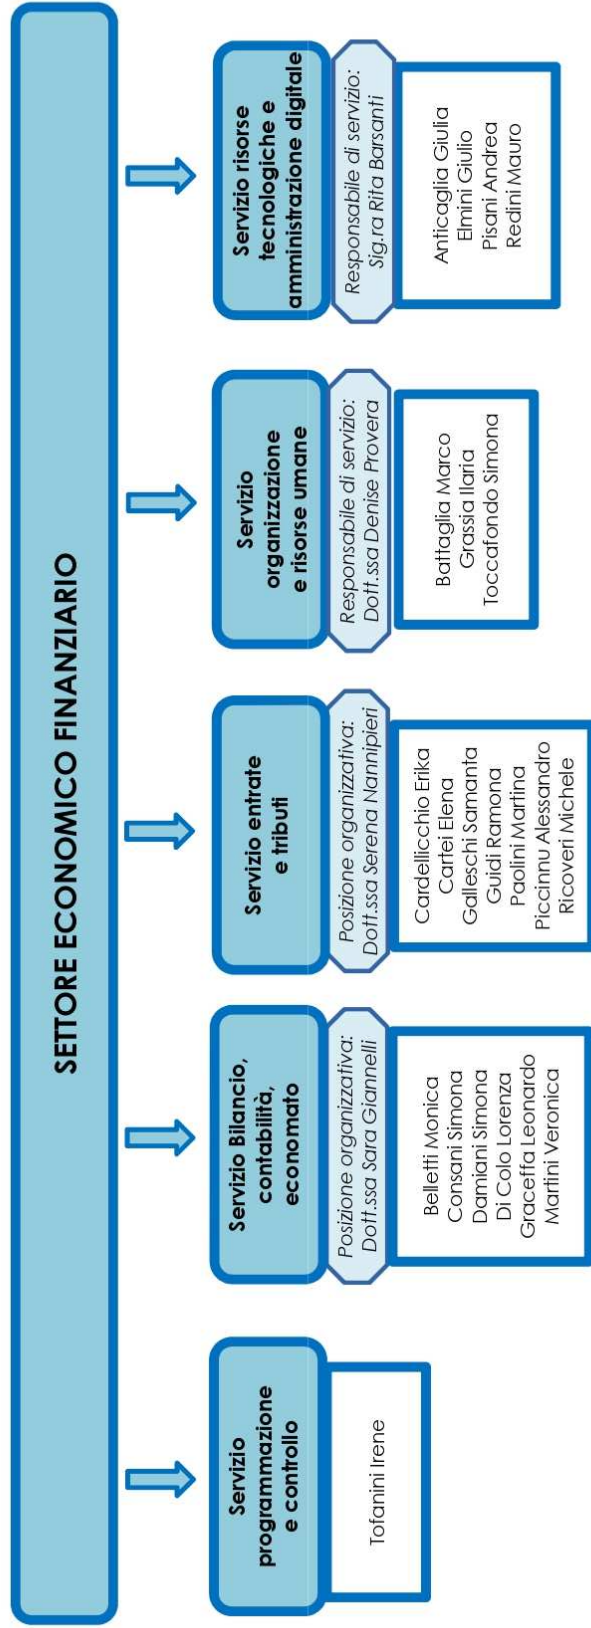 SETTORE ECONOMICO FINANZIARIO
Servizio
programmazione
e controllo
Tofanini Irene
Servizio Bilancio,
contabilità,
economato
Posizione organizzativa:
Dott.ssa Sara Giannelli
Belletti Monica
Consani Simona
Damiani Simona
Di Colo Lorenza
Graceffa Leonardo
Martini Veronica
Servizio entrate
e tributi
Posizione organizzativa:
Dott.ssa Serena Nannipieri
Cardellicchio Erika
Cartei Elena
Galleschi Samanta
Guidi Ramona
Paolini Martina
Piccinnu Alessandro
Ricoveri Michele
Servizio
organizzazione
e risorse umane
Responsabile di servizio:
Dott.ssa Denise Provera
Battaglia Marco
Grassia Ilaria
Toccafondo Simona
Servizio risorse
tecnologiche e
amministrazione digitale
Responsabile di servizio:
Sig.ra Rita Barsanti
Anticaglia Giulia
Elmini Giulio
Pisani Andrea
Redini Mauro